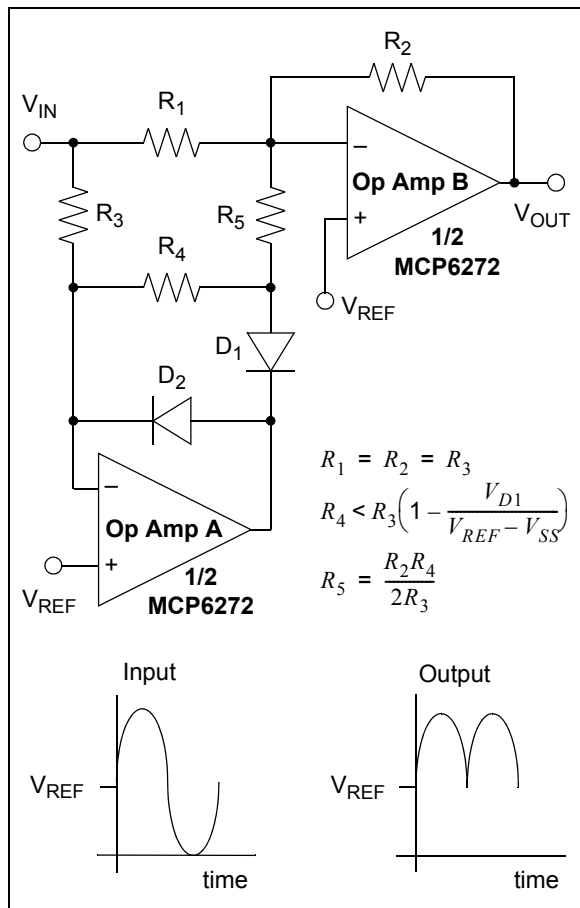 R2
VIN
R1
−
Op Amp B
+
1/2
MCP6272
VOUT
VREF
R3
R5
R4
D1
D2
−
Op Amp A
+
1/2
MCP6272
VREF
R1 = R2 = R3
R4 < R3(1 − VD1 / (VREF − VSS))
R5 = R2R4 / 2R3
Input
VREF
time
Output
VREF
time